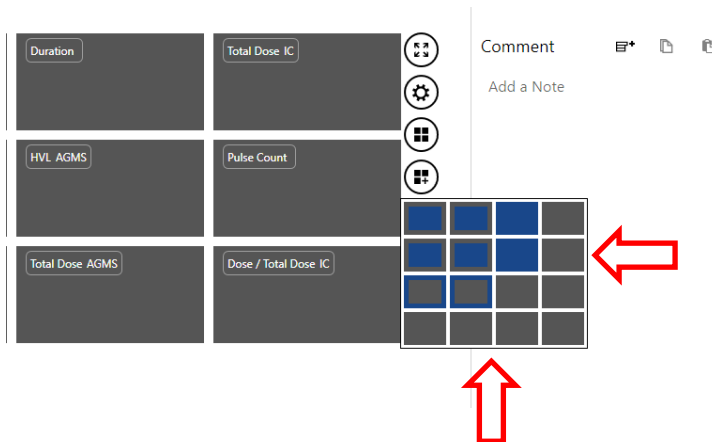 Duration
Total Dose IC
Comment
Add a Note
HVL AGMS
Pulse Count
Total Dose AGMS
Dose / Total Dose IC